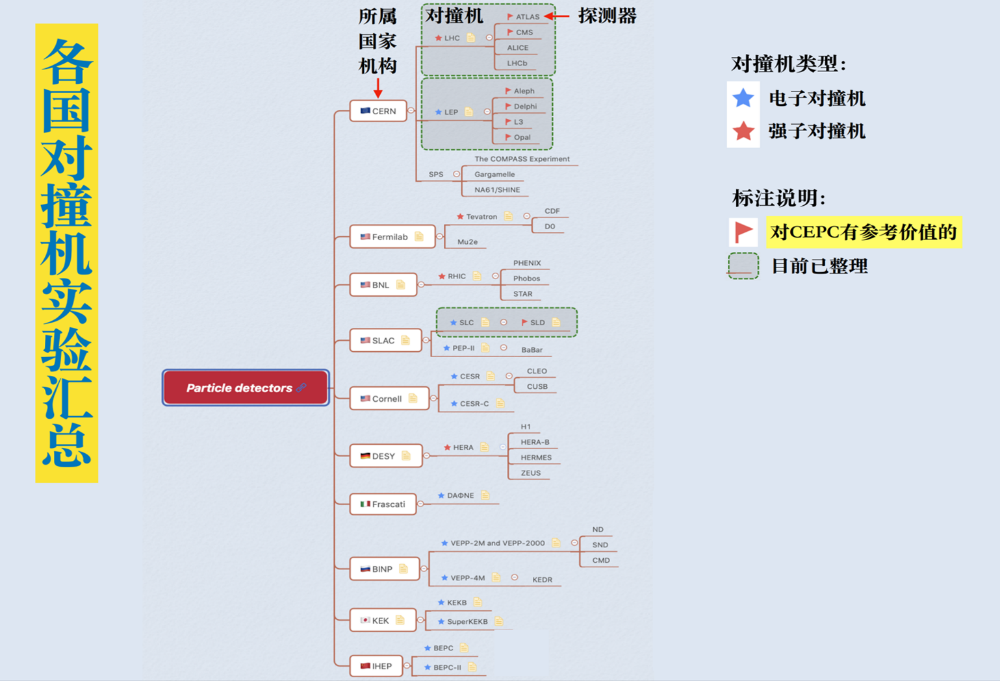 各国对撞机实验汇总
所属
国家
机构
对撞机
探测器
Particle detectors
CERN
LHC
ATLAS
CMS
ALICE
LHCb
LEP
Aleph
Delphi
L3
Opal
SPS
The COMPASS Experiment
Gargamelle
NA61/SHINE
Fermilab
Tevatron
CDF
D0
Mu2e
BNL
RHIC
PHENIX
Phobos
STAR
SLAC
SLC
SLD
PEP-II
BaBar
Cornell
CESR
CLEO
CUSB
CESR-C
DESY
HERA
H1
HERA-B
HERMES
ZEUS
Frascati
DAΦNE
BINP
VEPP-2M and VEPP-2000
ND
SND
CMD
VEPP-4M
KEDR
KEK
KEKB
SuperKEKB
IHEP
BEPC
BEPC-II
对撞机类型：
电子对撞机
强子对撞机
标注说明：
对CEPC有参考价值的
目前已整理